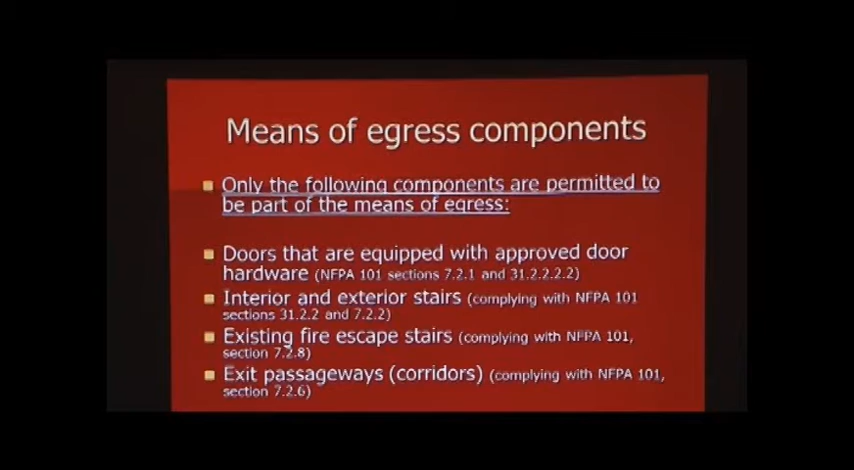 Means of egress components
Only the following components are permitted to
be part of the means of egress:
Doors that are equipped with approved door
hardware (NFPA 101 sections 7.2.1 and 31.2.2.2.2)
Interior and exterior stairs (complying with NFPA 101
sections 31.2.2 and 7.2.2)
Existing fire escape stairs (complying with NFPA 101,
section 7.2.8)
Exit passageways (corridors) (complying with NFPA 101,
section 7.2.6)